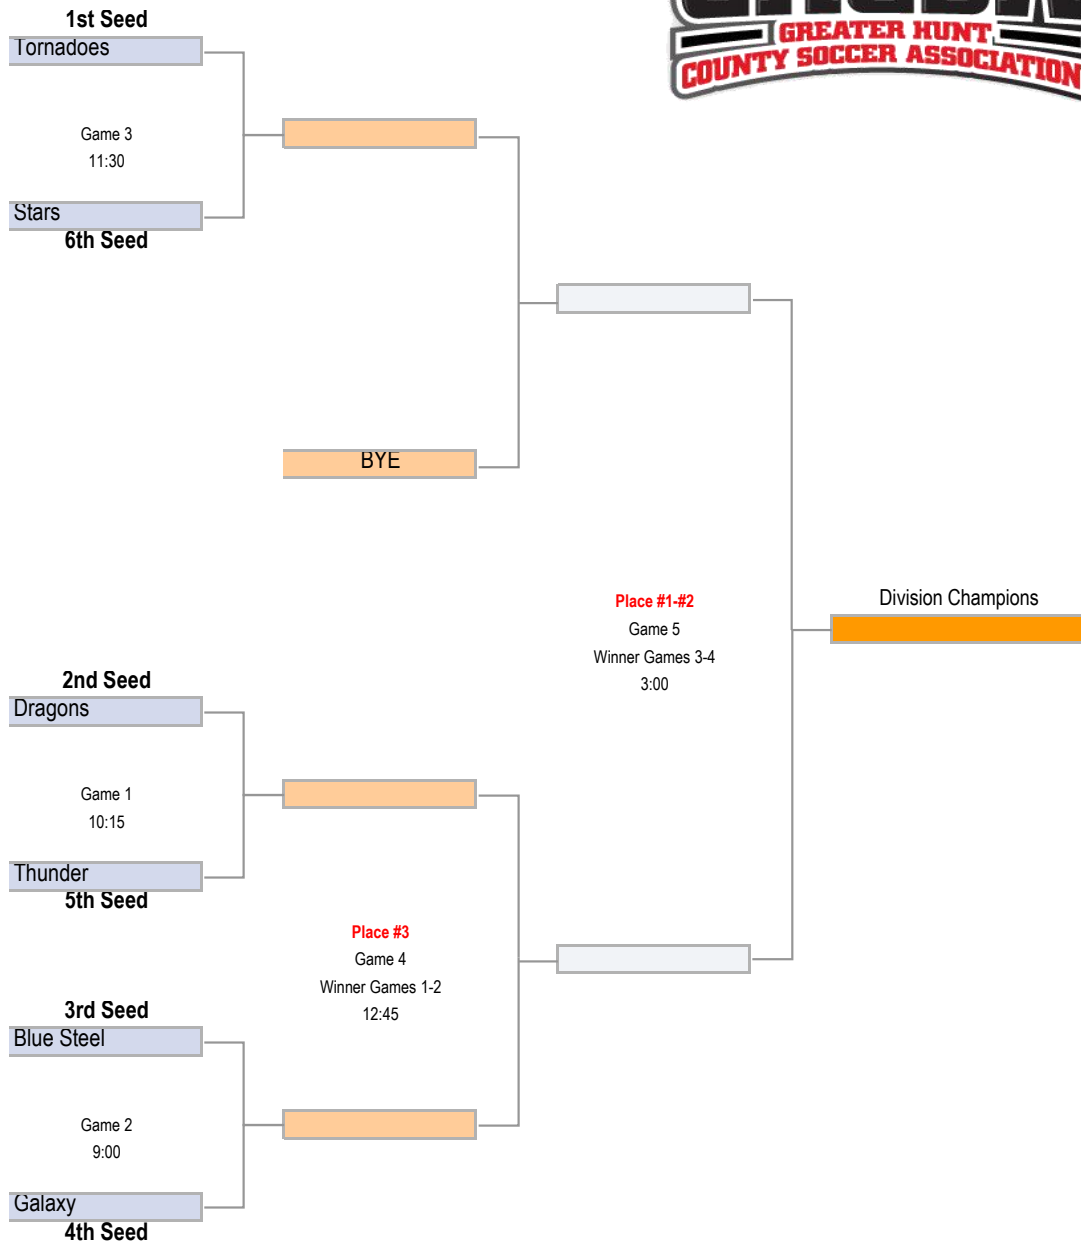 GREATER HUNT
COUNTY SOCCER ASSOCIATION
1st Seed
Tornadoes
Game 3
11:30
Stars
6th Seed
BYE
Place #1-#2
Game 5
Winner Games 3-4
3:00
Division Champions
2nd Seed
Dragons
Game 1
10:15
Thunder
5th Seed
Place #3
Game 4
Winner Games 1-2
12:45
3rd Seed
Blue Steel
Game 2
9:00
Galaxy
4th Seed